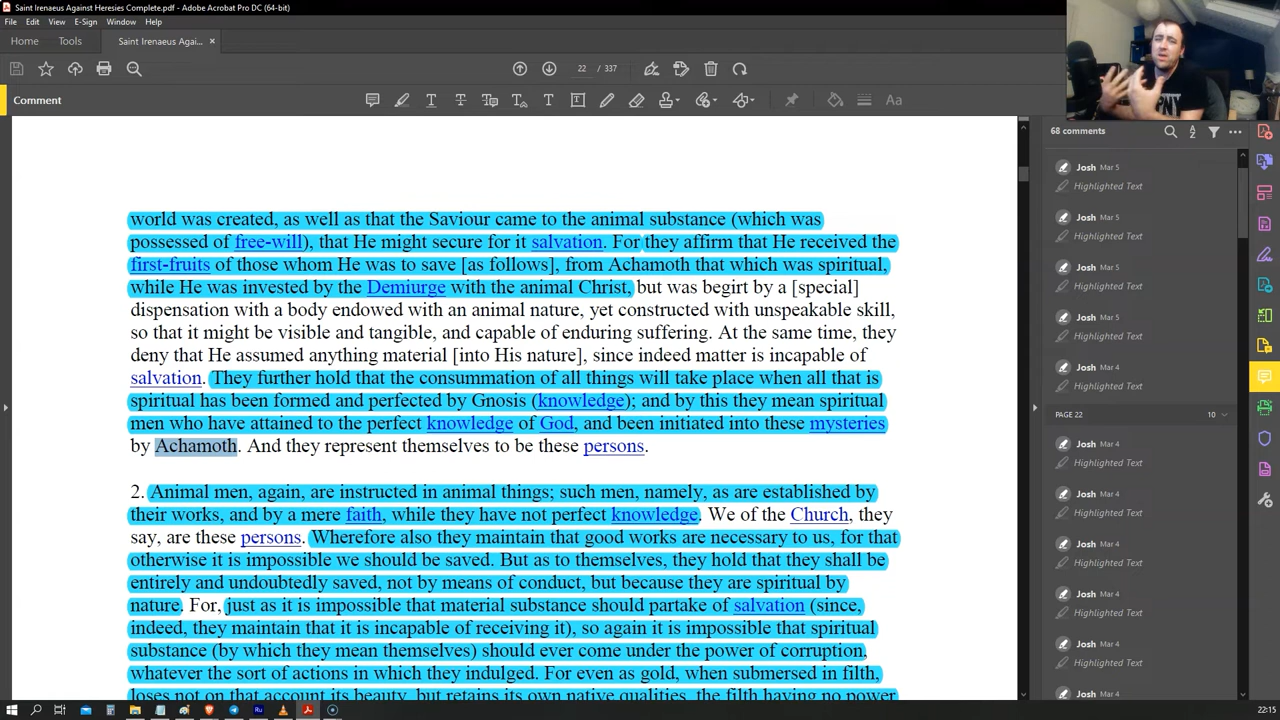 Saint Irenaeus Against Heresies Complete.pdf - Adobe Acrobat Pro DC (64-bit)
File Edit View E-Sign Window Help
Home Tools Saint Irenaeus Agai... ×
22 / 337
Comment
68 comments
world was created, as well as that the Saviour came to the animal substance (which was
possessed of free-will), that He might secure for it salvation. For they affirm that He received the
first-fruits of those whom He was to save [as follows], from Achamoth that which was spiritual,
while He was invested by the Demiurge with the animal Christ, but was begirt by a [special]
dispensation with a body endowed with an animal nature, yet constructed with unspeakable skill,
so that it might be visible and tangible, and capable of enduring suffering. At the same time, they
deny that He assumed anything material [into His nature], since indeed matter is incapable of
salvation. They further hold that the consummation of all things will take place when all that is
spiritual has been formed and perfected by Gnosis (knowledge); and by this they mean spiritual
men who have attained to the perfect knowledge of God, and been initiated into these mysteries
by Achamoth. And they represent themselves to be these persons.
2. Animal men, again, are instructed in animal things; such men, namely, as are established by
their works, and by a mere faith, while they have not perfect knowledge. We of the Church, they
say, are these persons. Wherefore also they maintain that good works are necessary to us, for that
otherwise it is impossible we should be saved. But as to themselves, they hold that they shall be
entirely and undoubtedly saved, not by means of conduct, but because they are spiritual by
nature. For, just as it is impossible that material substance should partake of salvation (since,
indeed, they maintain that it is incapable of receiving it), so again it is impossible that spiritual
substance (by which they mean themselves) should ever come under the power of corruption,
whatever the sort of actions in which they indulged. For even as gold, when submersed in filth,
loses not on that account its beauty, but retains its own native qualities, the filth having no power
Josh Mar 5
Highlighted Text
Josh Mar 5
Highlighted Text
Josh Mar 5
Highlighted Text
Josh Mar 5
Highlighted Text
Josh Mar 4
Highlighted Text
PAGE 22 10
Josh Mar 4
Highlighted Text
Josh Mar 4
Highlighted Text
Josh Mar 4
Highlighted Text
Josh Mar 4
Highlighted Text
Josh Mar 4
Highlighted Text
Josh Mar 4
22:15